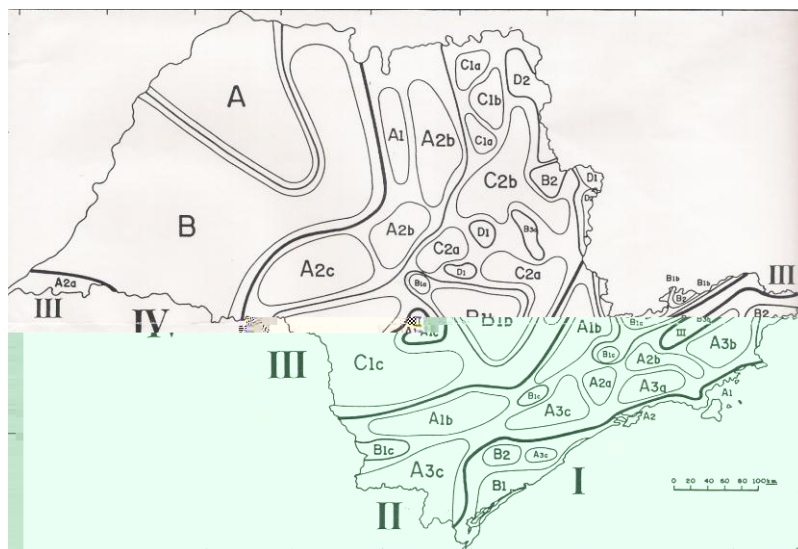 C1a
D2
A
C1b
A1
A2b
C1a
C2b
B2
D1
B
A2b
D1
C2a
A2c
D1
C2a
B1b
B1b
III
A2a
B2
III
IV
B1b
A1b
B1c
III
B2
A3b
III
C1c
B1c
A2b
A2a
A3a
B1c
A1
A1b
A3c
A2
B1c
A3c
B2
A3c
B1
I
II
0 20 40 60 80 100 km